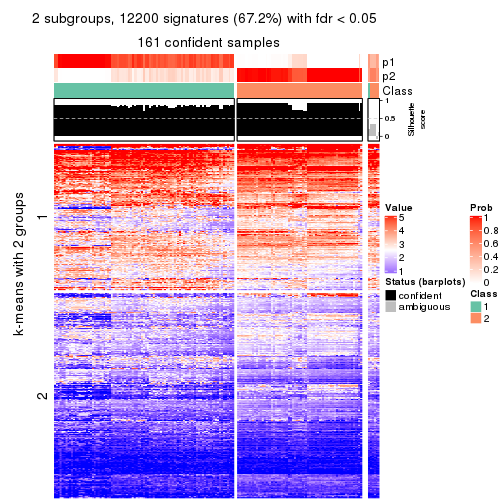 2 subgroups, 12200 signatures (67.2%) with fdr < 0.05
161 confident samples
p1
p2
Class
1
0.5
0
Silhouette
score
k-means with 2 groups
1
2
Value
5
4
3
2
1
Status (barplots)
confident
ambiguous
Prob
1
0.8
0.6
0.4
0.2
0
Class
1
2